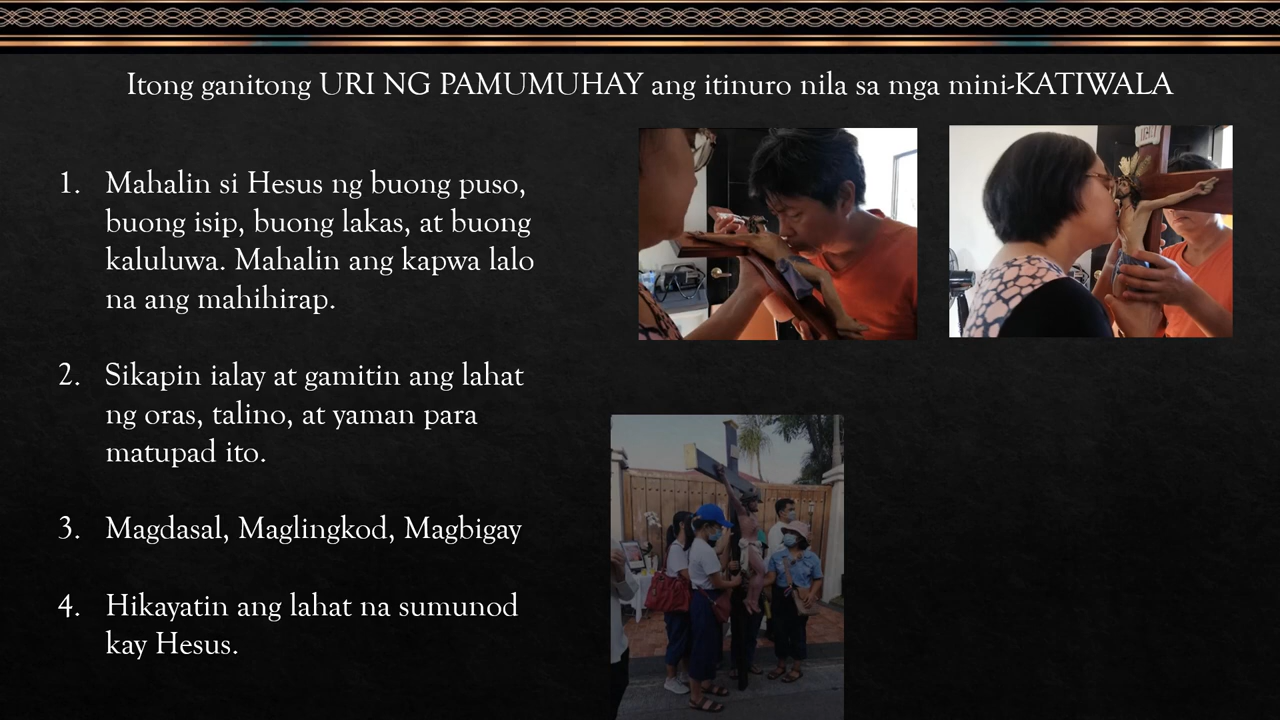 Itong ganitong URI NG PAMUMUHAY ang itinuro nila sa mga mini-KATIWALA
1. Mahalin si Hesus ng buong puso,
buong isip, buong lakas, at buong
kaluluwa. Mahalin ang kapwa lalo
na ang mahihirap.
2. Sikapin ialay at gamitin ang lahat
ng oras, talino, at yaman para
matupad ito.
3. Magdasal, Maglingkod, Magbigay
4. Hikayatin ang lahat na sumunod
kay Hesus.